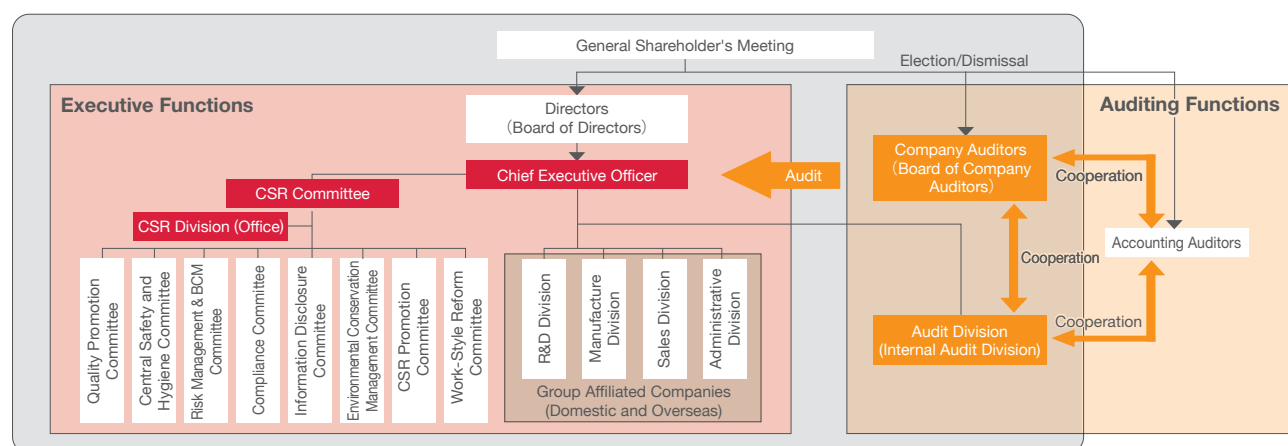 General Shareholder's Meeting
Election/Dismissal
Executive Functions
Auditing Functions
Directors
(Board of Directors)
Company Auditors
(Board of Company
Auditors)
Chief Executive Officer
Audit
Cooperation
CSR Committee
CSR Division (Office)
Accounting Auditors
Cooperation
Quality Promotion
Committee
Central Safety and
Hygiene Committee
Risk Management & BCM
Committee
Compliance Committee
Information Disclosure
Committee
Environmental Conservation
Management Committee
CSR Promotion
Committee
Work-Style Reform
Committee
R&D Division
Manufacture
Division
Sales Division
Administrative
Division
Cooperation
Audit Division
(Internal Audit Division)
Group Affiliated Companies
(Domestic and Overseas)